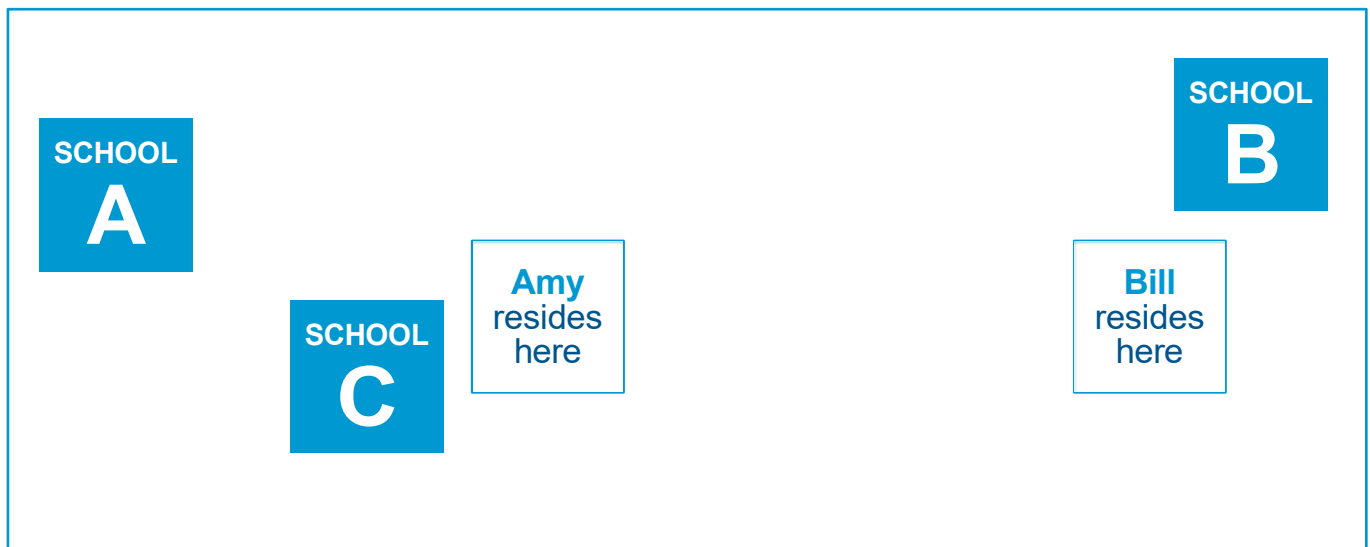 SCHOOL
A
SCHOOL
B
SCHOOL
C
Amy
resides
here
Bill
resides
here